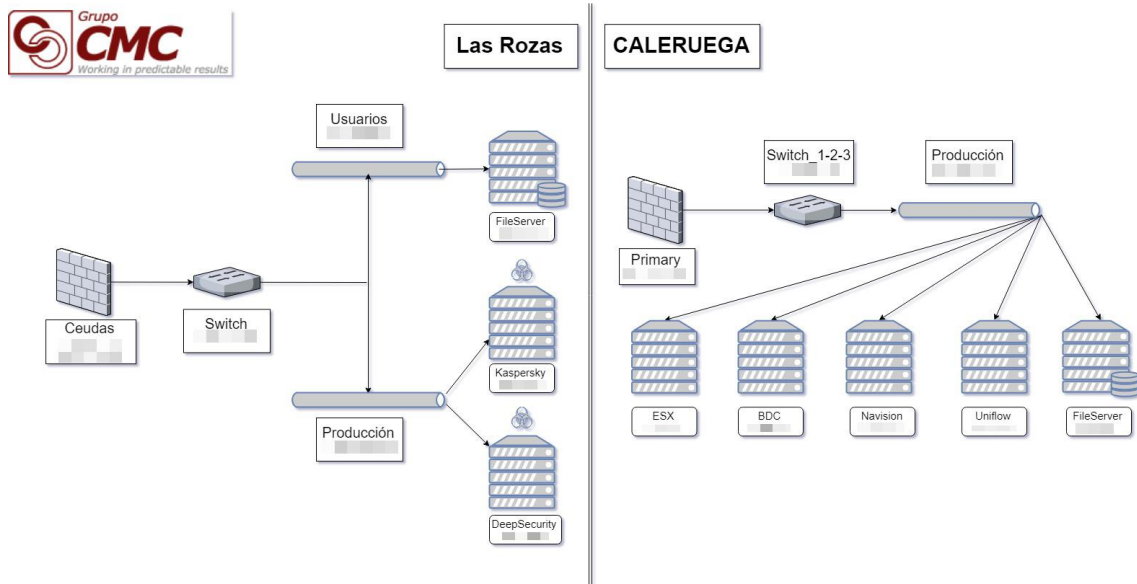 Grupo
CMC
Working in predictable results
Las Rozas
CALERUEGA
Usuarios
FileServer
Ceudas
Switch
Kaspersky
Producción
DeepSecurity
Switch_1-2-3
Producción
Primary
ESX
BDC
Navision
Uniflow
FileServer